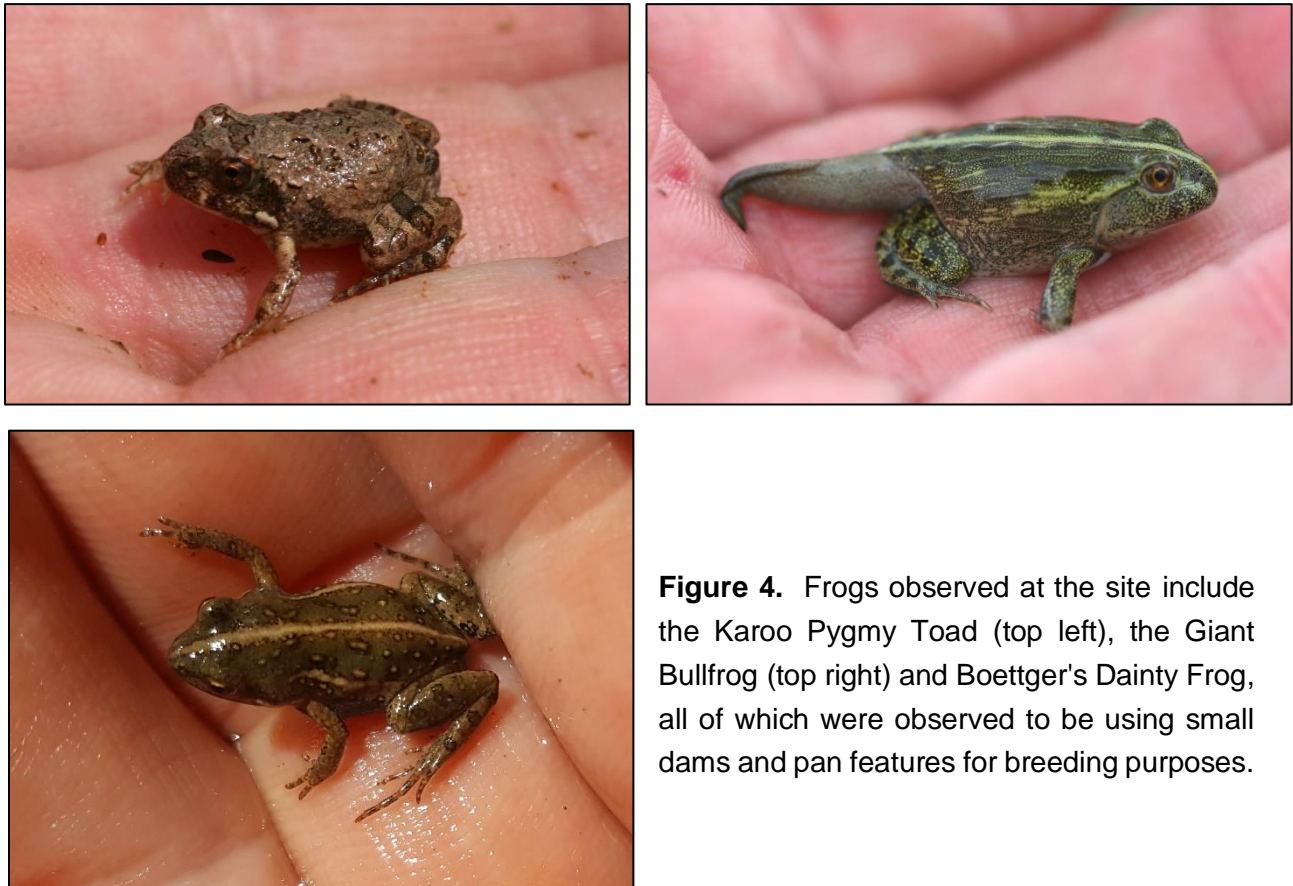 Figure 4. Frogs observed at the site include
the Karoo Pygmy Toad (top left), the Giant
Bullfrog (top right) and Boettger's Dainty Frog,
all of which were observed to be using small
dams and pan features for breeding purposes.